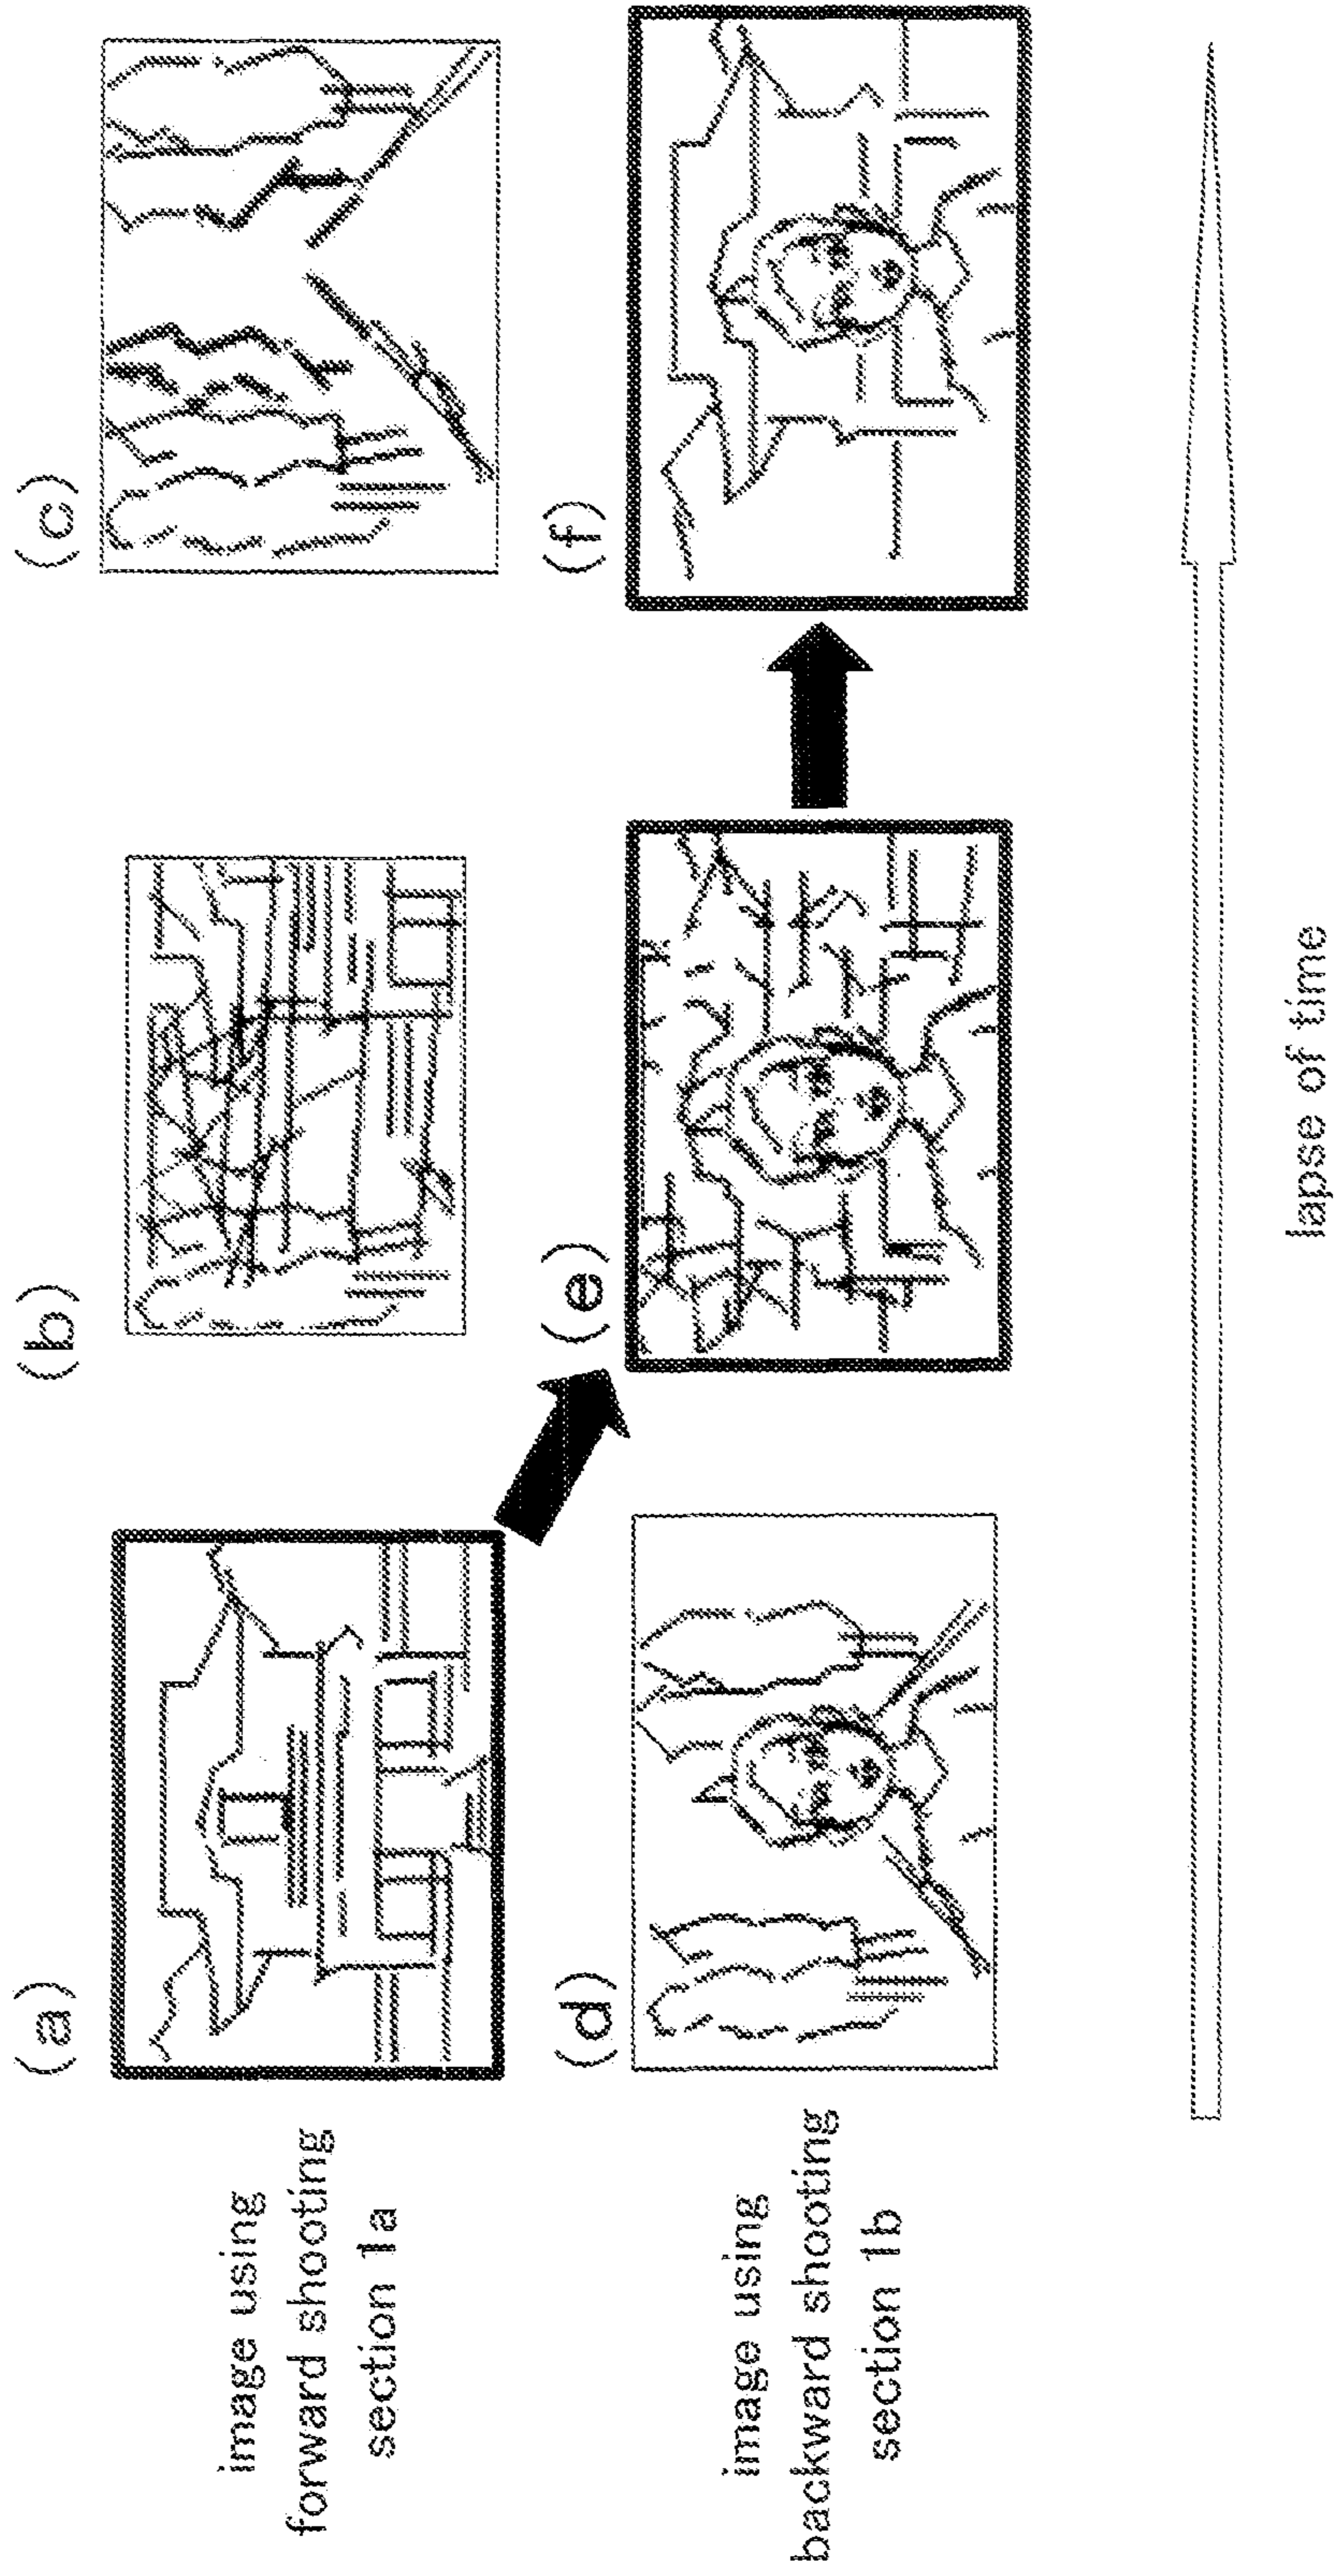 (a)
(b)
(c)
image using
forward shooting
section 1a
(d)
(e)
(f)
image using
backward shooting
section 1b
lapse of time